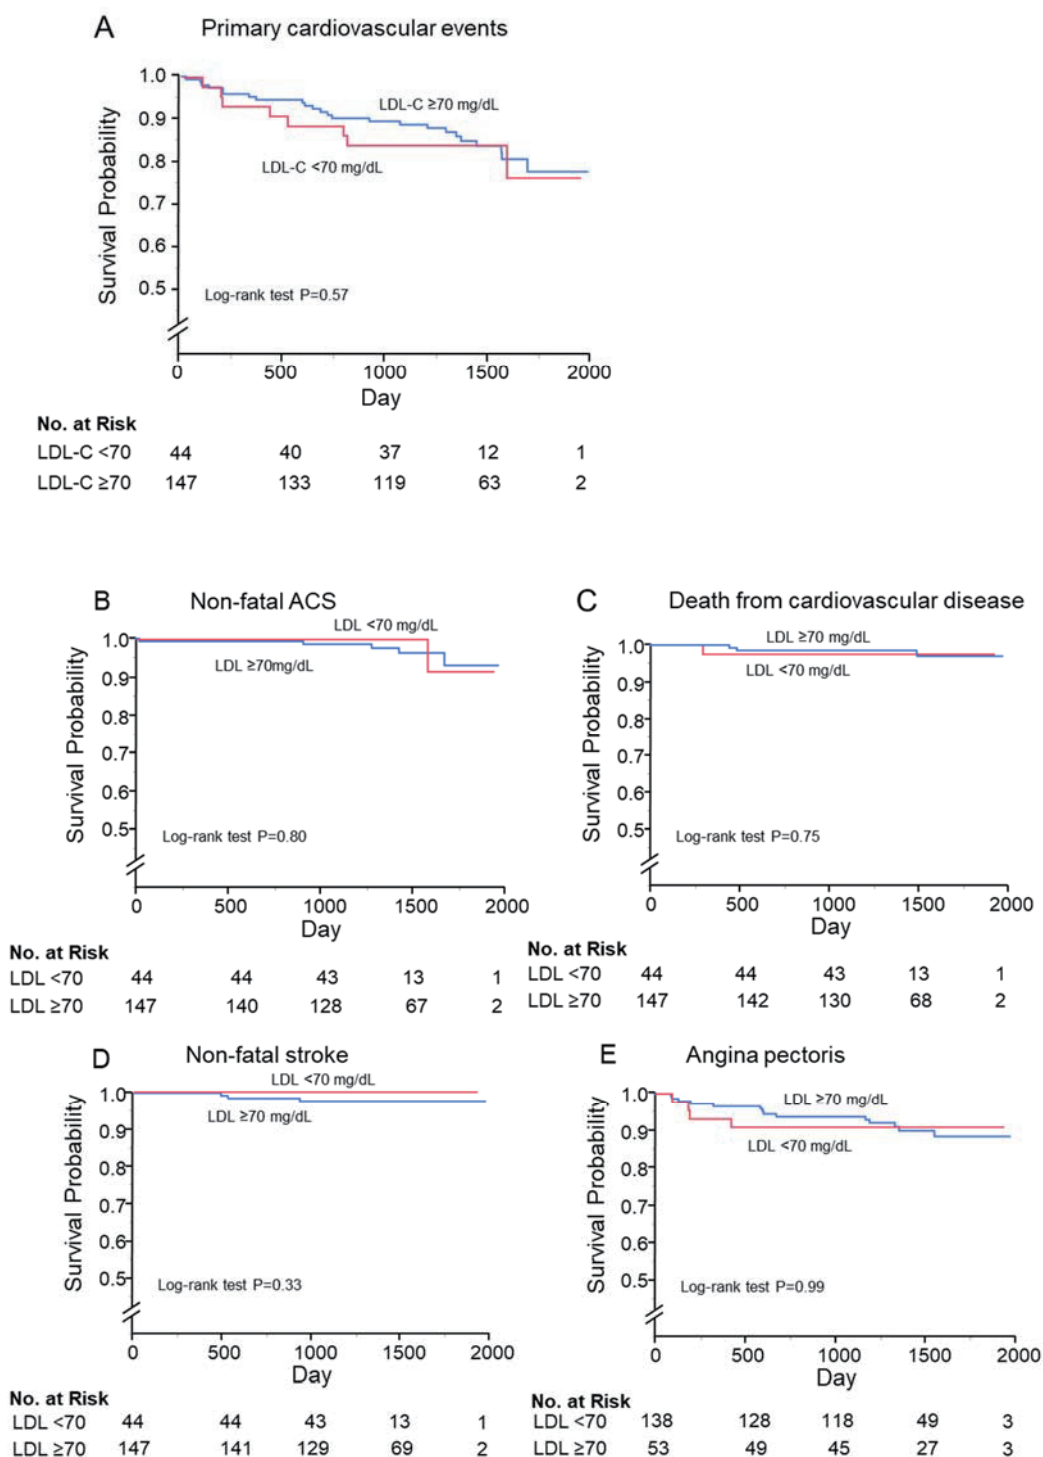 A Primary cardiovascular events
1.0
0.9
0.8
0.7
0.6
0.5
Survival Probability
LDL-C ≥70 mg/dL
LDL-C <70 mg/dL
Log-rank test P=0.57
0 500 1000 1500 2000
Day
No. at Risk
LDL-C <70 44 40 37 12 1
LDL-C ≥70 147 133 119 63 2
B Non-fatal ACS
1.0
0.9
0.8
0.7
0.6
0.5
Survival Probability
LDL <70 mg/dL
LDL ≥70mg/dL
Log-rank test P=0.80
0 500 1000 1500 2000
Day
No. at Risk
LDL <70 44 44 43 13 1
LDL ≥70 147 140 128 67 2
C Death from cardiovascular disease
1.0
0.9
0.8
0.7
0.6
0.5
Survival Probability
LDL ≥70 mg/dL
LDL <70 mg/dL
Log-rank test P=0.75
0 500 1000 1500 2000
Day
No. at Risk
LDL <70 44 44 43 13 1
LDL ≥70 147 142 130 68 2
D Non-fatal stroke
1.0
0.9
0.8
0.7
0.6
0.5
Survival Probability
LDL <70 mg/dL
LDL ≥70 mg/dL
Log-rank test P=0.33
0 500 1000 1500 2000
Day
No. at Risk
LDL <70 44 44 43 13 1
LDL ≥70 147 141 129 69 2
E Angina pectoris
1.0
0.9
0.8
0.7
0.6
0.5
Survival Probability
LDL ≥70 mg/dL
LDL <70 mg/dL
Log-rank test P=0.99
0 500 1000 1500 2000
Day
No. at Risk
LDL <70 138 128 118 49 3
LDL ≥70 53 49 45 27 3